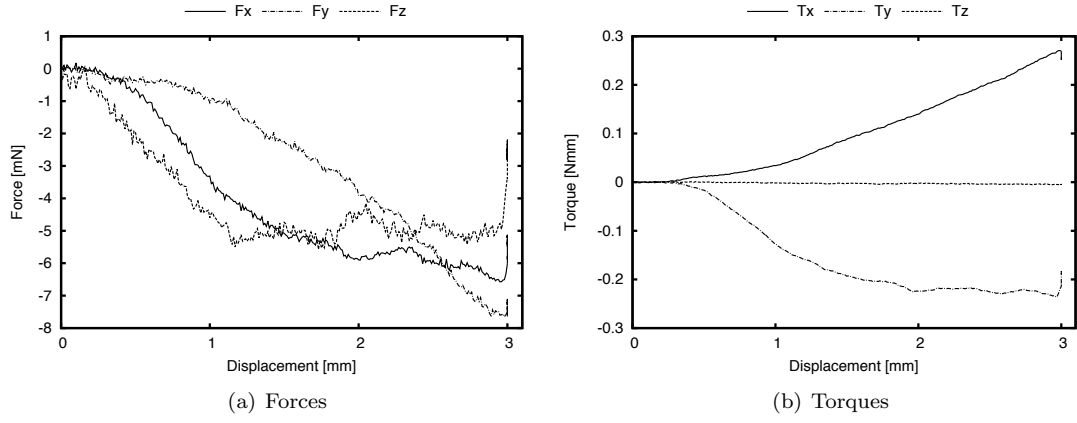 Fx Fy Fz
1
0
-1
-2
-3
-4
-5
-6
-7
-8
Force [mN]
0 1 2 3
Displacement [mm]
(a) Forces
Tx Ty Tz
0.3
0.2
0.1
0
-0.1
-0.2
-0.3
Torque [Nmm]
0 1 2 3
Displacement [mm]
(b) Torques